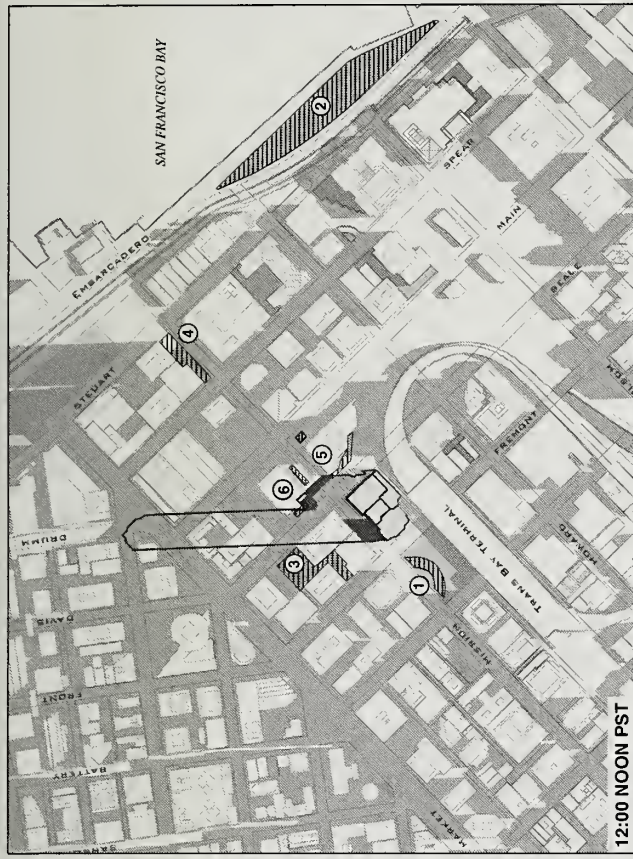 SAN FRANCISCO BAY
EMBARCADERO
②
④
STEUART
SPEAR
MAIN
BEALE
FREMONT
⑤
⑥
DRUMM
DAVIS
FRONT
BATTERY
③
①
TRANS BAY TERMINAL
MISSION
MARKET
12:00 NOON PST